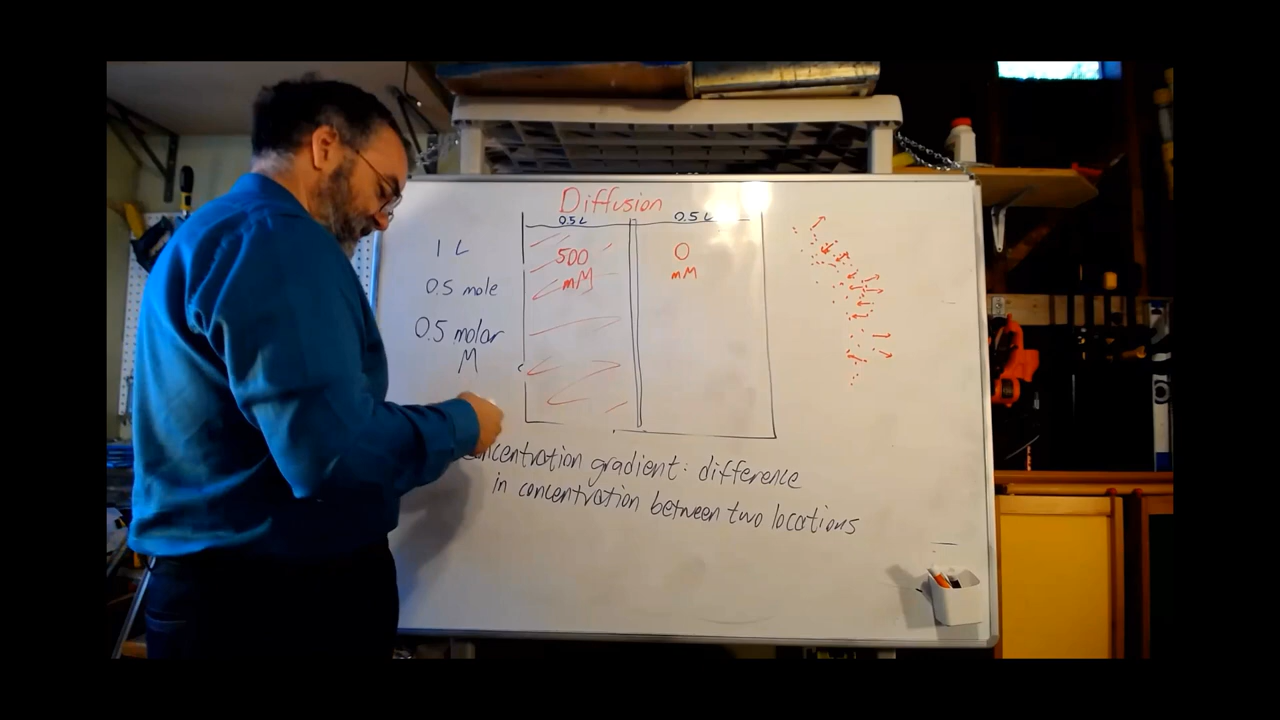 Diffusion
0.5 L
0.5 L
1 L
0.5 mole
0.5 molar
M
500
mM
0
mM
gradient: difference
in concentration between two locations